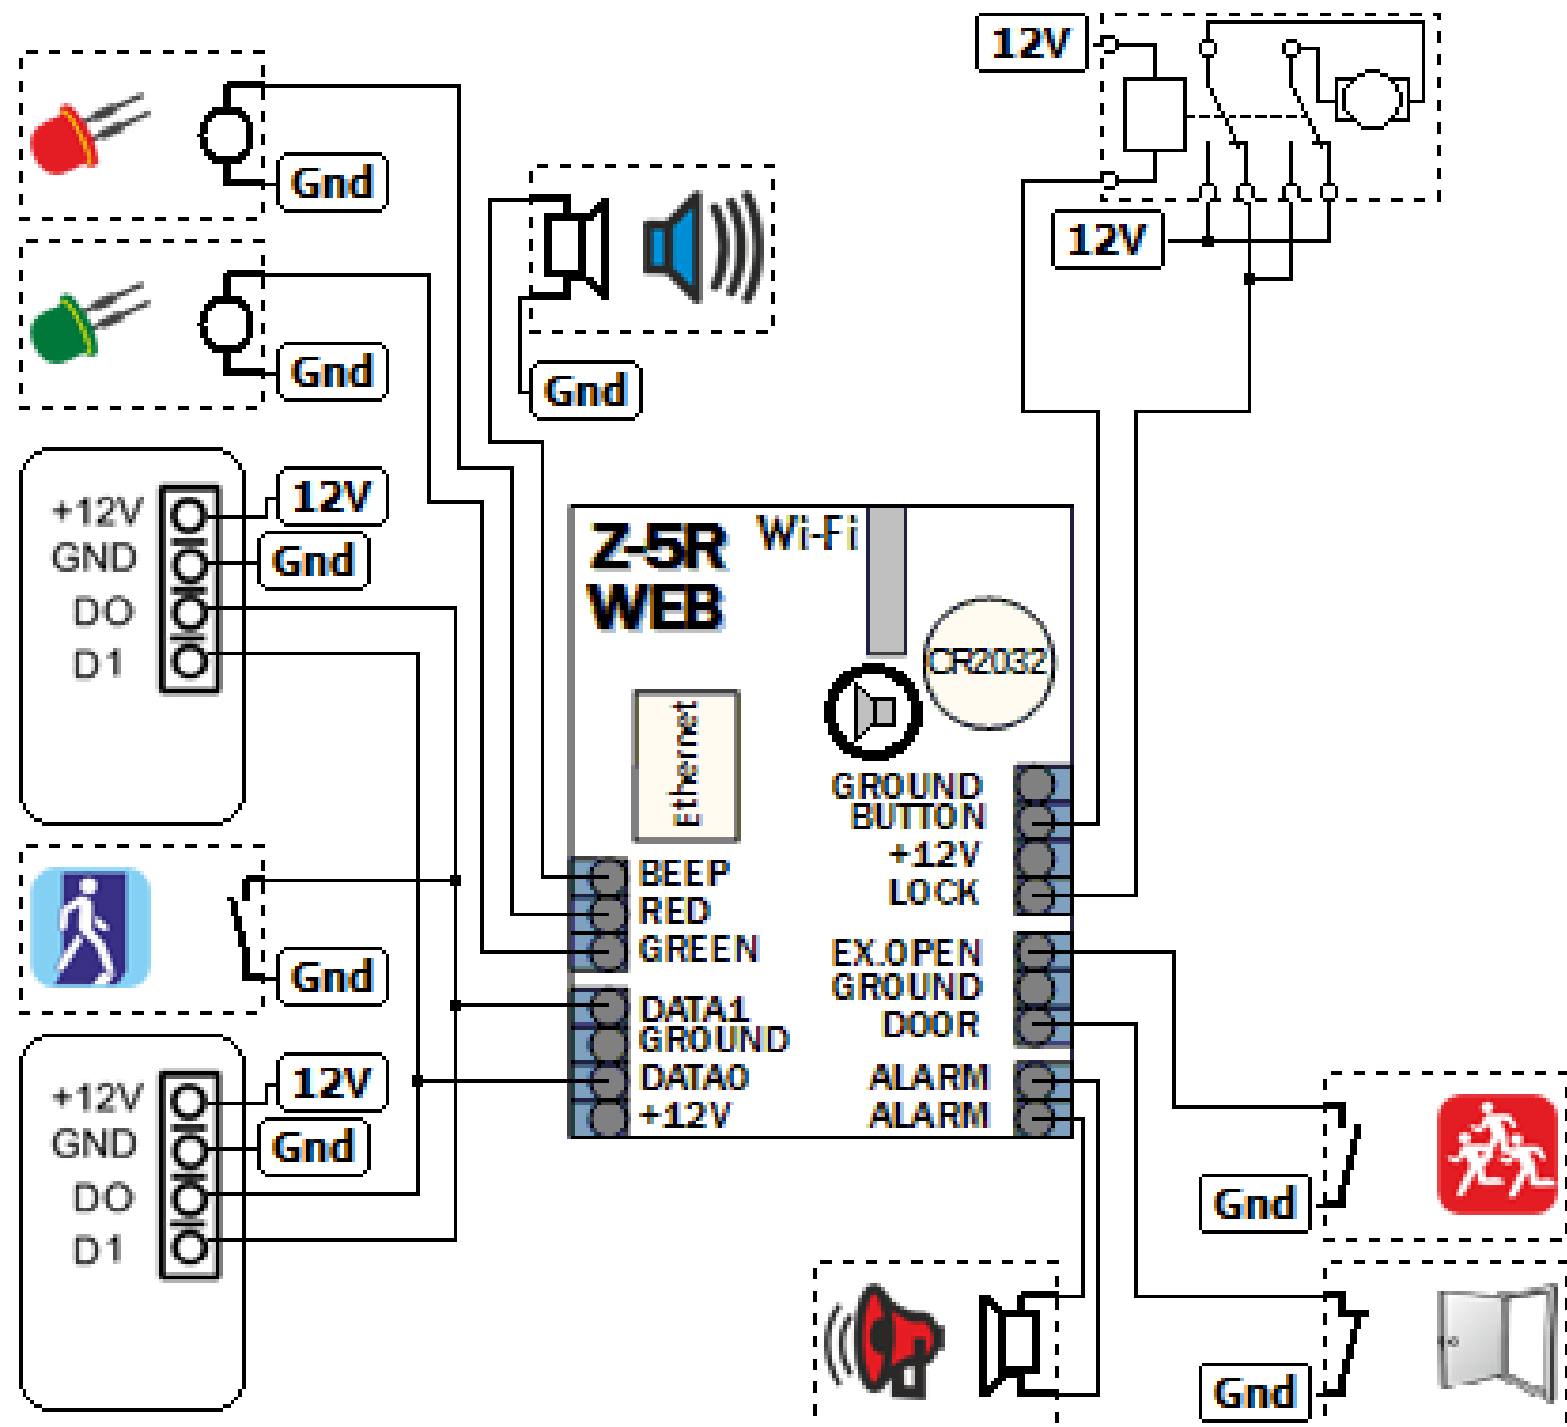 12V
Gnd
12V
Gnd
Gnd
+12V
GND
DO
D1
12V
Gnd
Gnd
Z-5R
WEB
Wi-Fi
CR2032
Ethernet
GROUND
BUTTON
+12V
LOCK
BEEP
RED
GREEN
EX.OPEN
GROUND
DOOR
DATA1
GROUND
DATA0
+12V
ALARM
ALARM
Gnd
+12V
GND
DO
D1
12V
Gnd
Gnd
Gnd